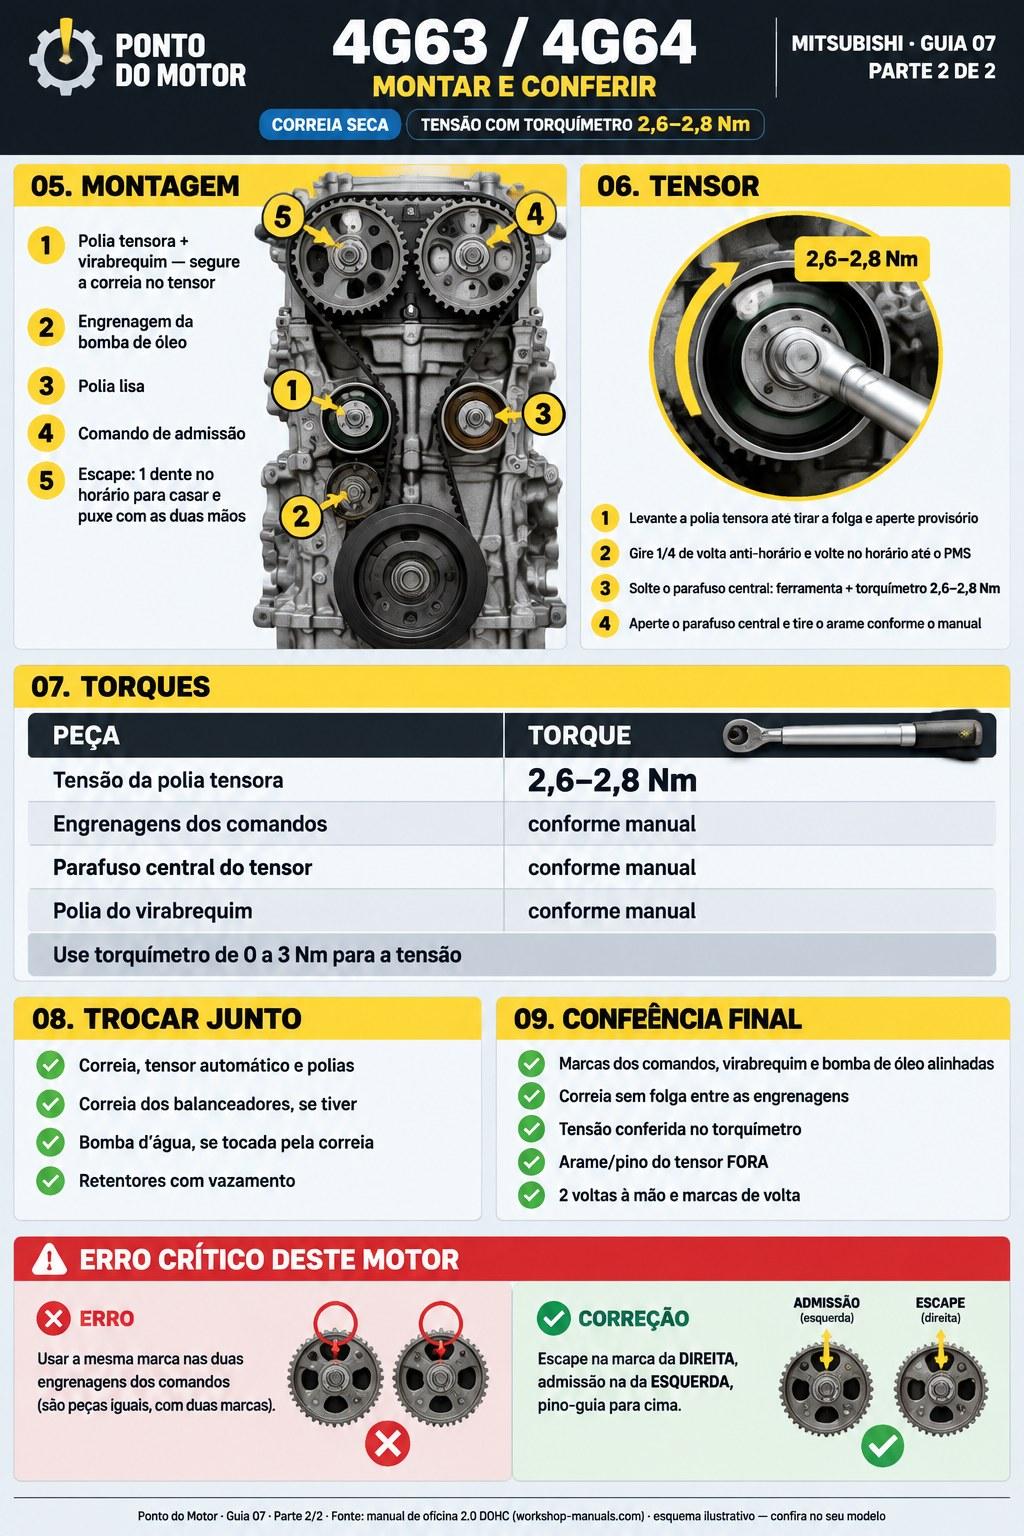 PONTO
DO MOTOR
4G63 / 4G64
MONTAR E CONFERIR
CORREIA SECA
TENSÃO COM TORQUÍMETRO 2,6–2,8 Nm
MITSUBISHI · GUIA 07
PARTE 2 DE 2
05. MONTAGEM
1 Polia tensora +
virabrequim — segure
a correia no tensor
2 Engrenagem da
bomba de óleo
3 Polia lisa
4 Comando de admissão
5 Escape: 1 dente no
horário para casar e
puxe com as duas mãos
5
4
1
3
2
06. TENSOR
2,6–2,8 Nm
1 Levante a polia tensora até tirar a folga e aperte provisório
2 Gire 1/4 de volta anti-horário e volte no horário até o PMS
3 Solte o parafuso central: ferramenta + torquímetro 2,6–2,8 Nm
4 Aperte o parafuso central e tire o arame conforme o manual
07. TORQUES
PEÇA TORQUE
Tensão da polia tensora 2,6–2,8 Nm
Engrenagens dos comandos conforme manual
Parafuso central do tensor conforme manual
Polia do virabrequim conforme manual
Use torquímetro de 0 a 3 Nm para a tensão
08. TROCAR JUNTO
Correia, tensor automático e polias
Correia dos balanceadores, se tiver
Bomba d'água, se tocada pela correia
Retentores com vazamento
09. CONFEÊNCIA FINAL
Marcas dos comandos, virabrequim e bomba de óleo alinhadas
Correia sem folga entre as engrenagens
Tensão conferida no torquímetro
Arame/pino do tensor FORA
2 voltas à mão e marcas de volta
ERRO CRÍTICO DESTE MOTOR
ERRO
Usar a mesma marca nas duas
engrenagens dos comandos
(são peças iguais, com duas marcas).
CORREÇÃO
Escape na marca da DIREITA,
admissão na da ESQUERDA,
pino-guia para cima.
ADMISSÃO
(esquerda)
ESCAPE
(direita)
Ponto do Motor · Guia 07 · Parte 2/2 · Fonte: manual de oficina 2.0 DOHC (workshop-manuals.com) · esquema ilustrativo — confira no seu modelo